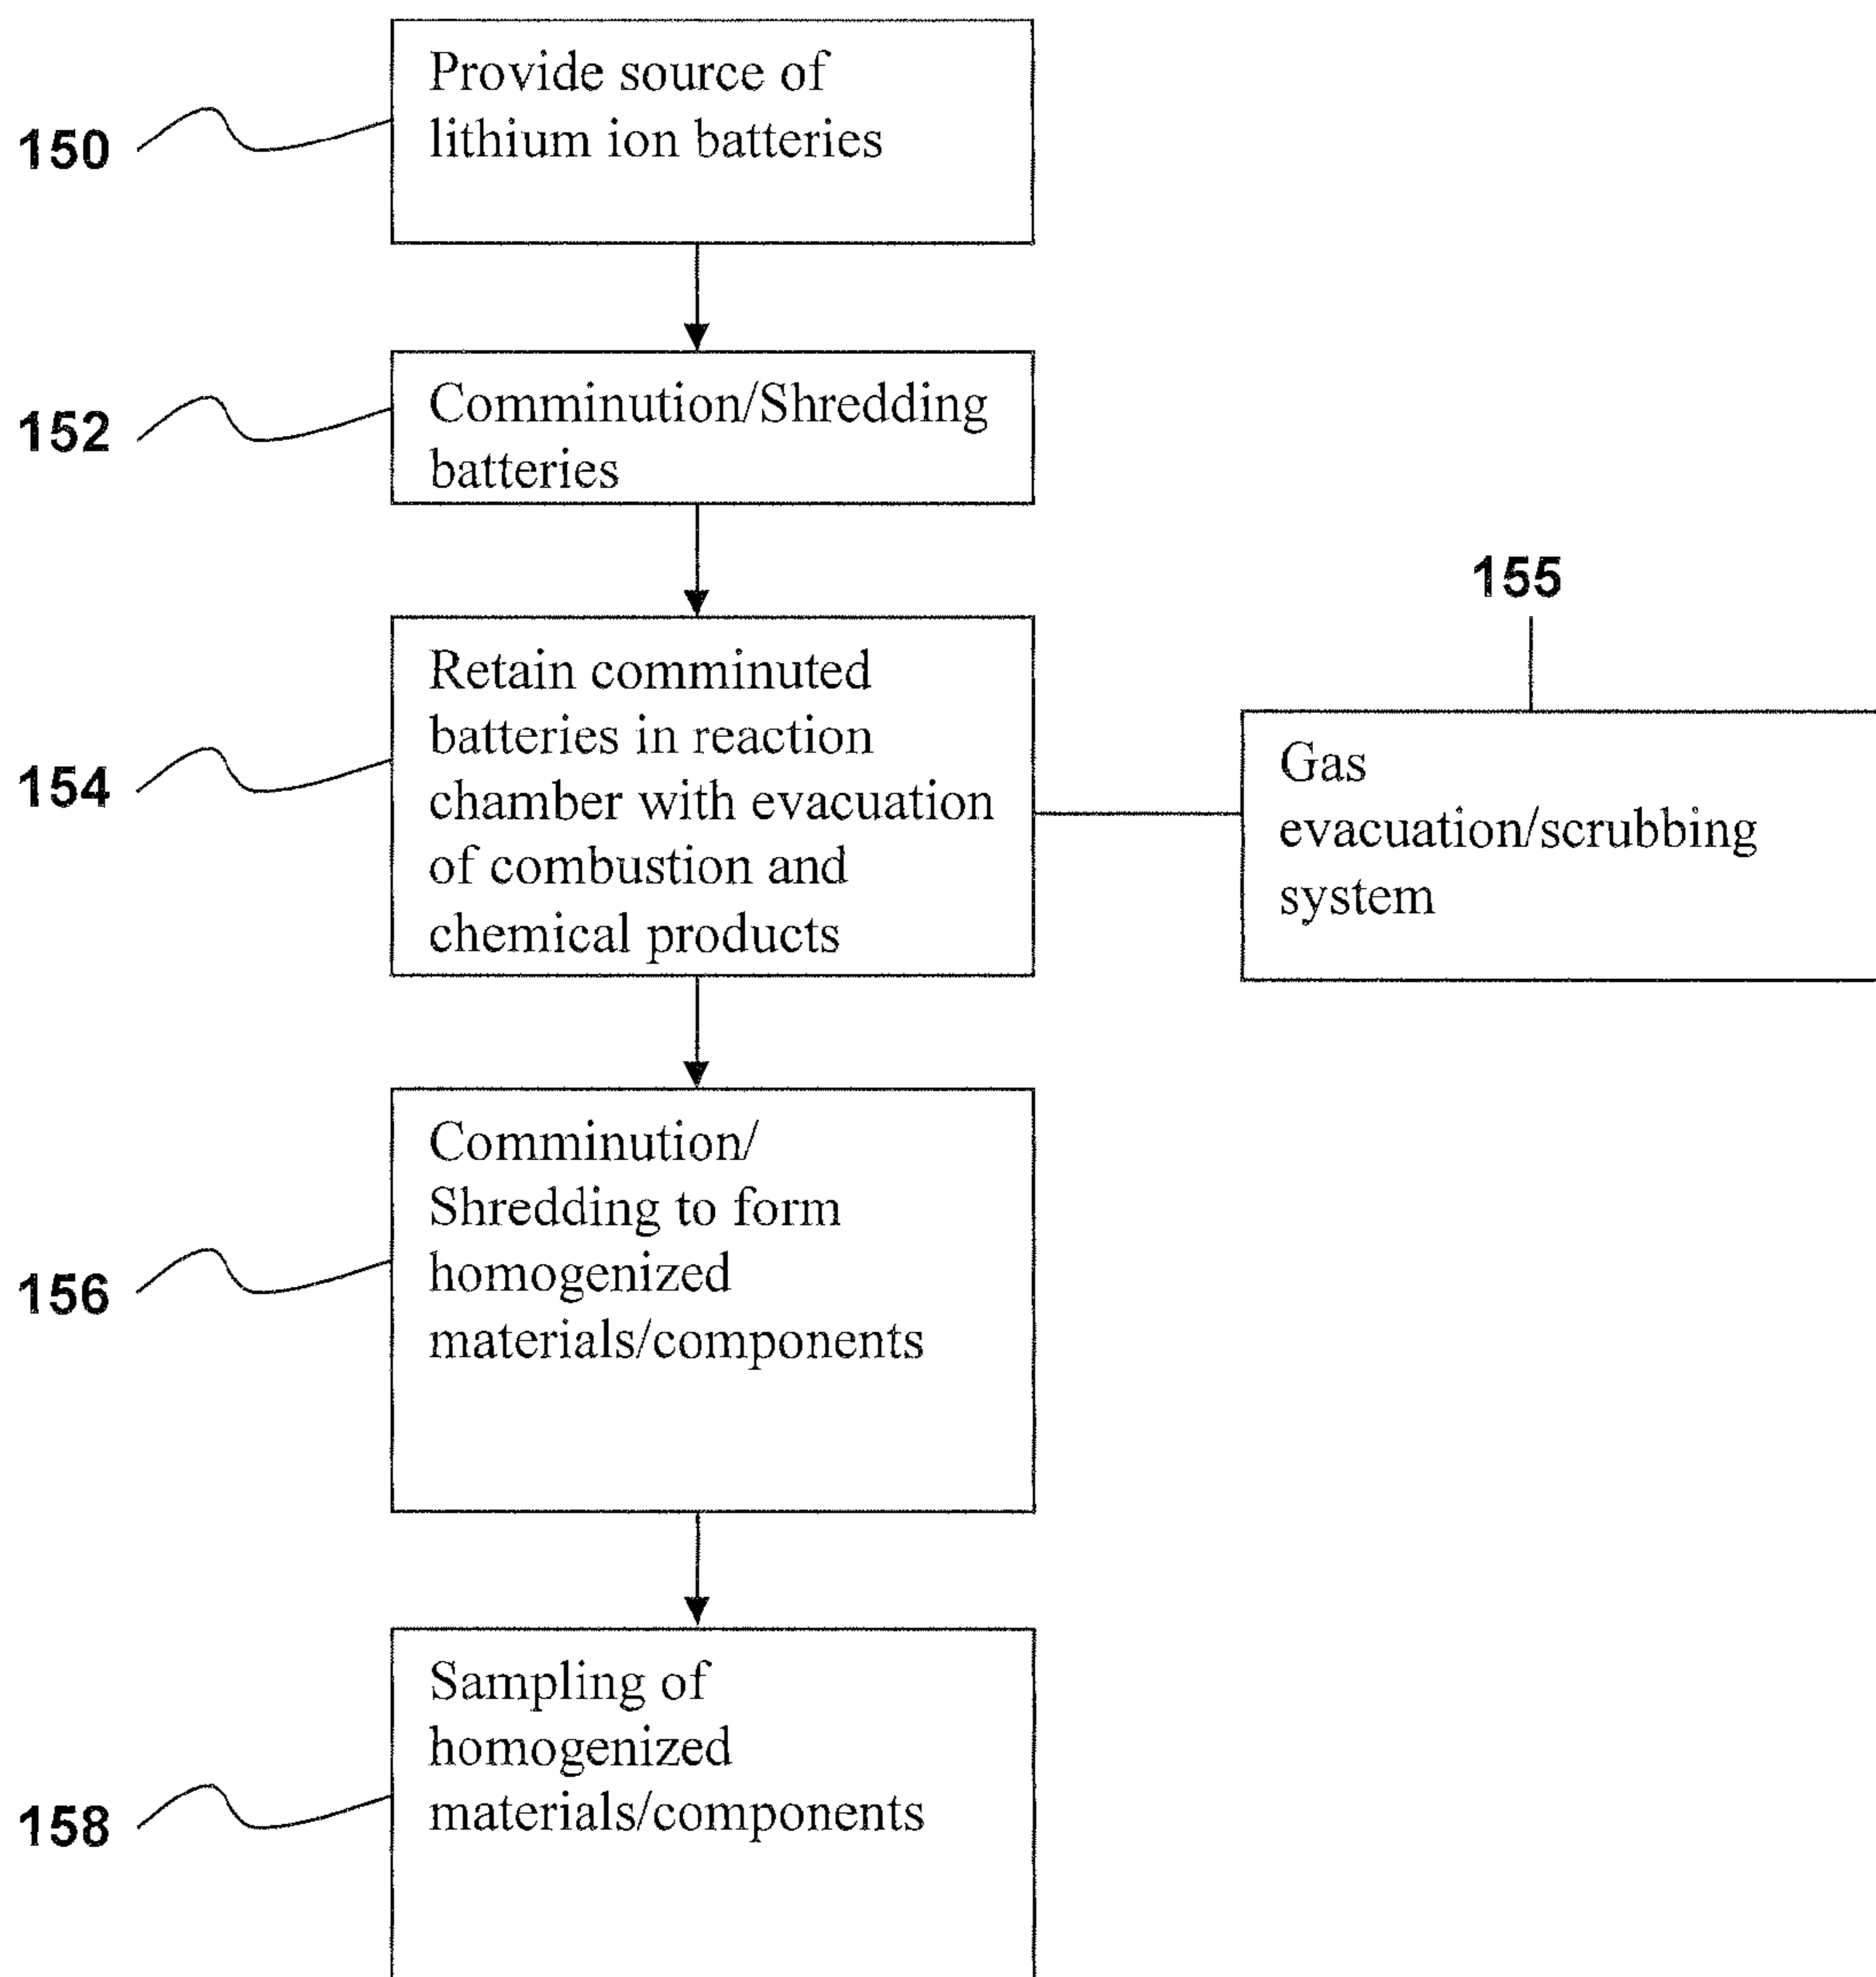 150
Provide source of
lithium ion batteries
152
Comminution/Shredding
batteries
154
Retain comminuted
batteries in reaction
chamber with evacuation
of combustion and
chemical products
155
Gas
evacuation/scrubbing
system
156
Comminution/
Shredding to form
homogenized
materials/components
158
Sampling of
homogenized
materials/components